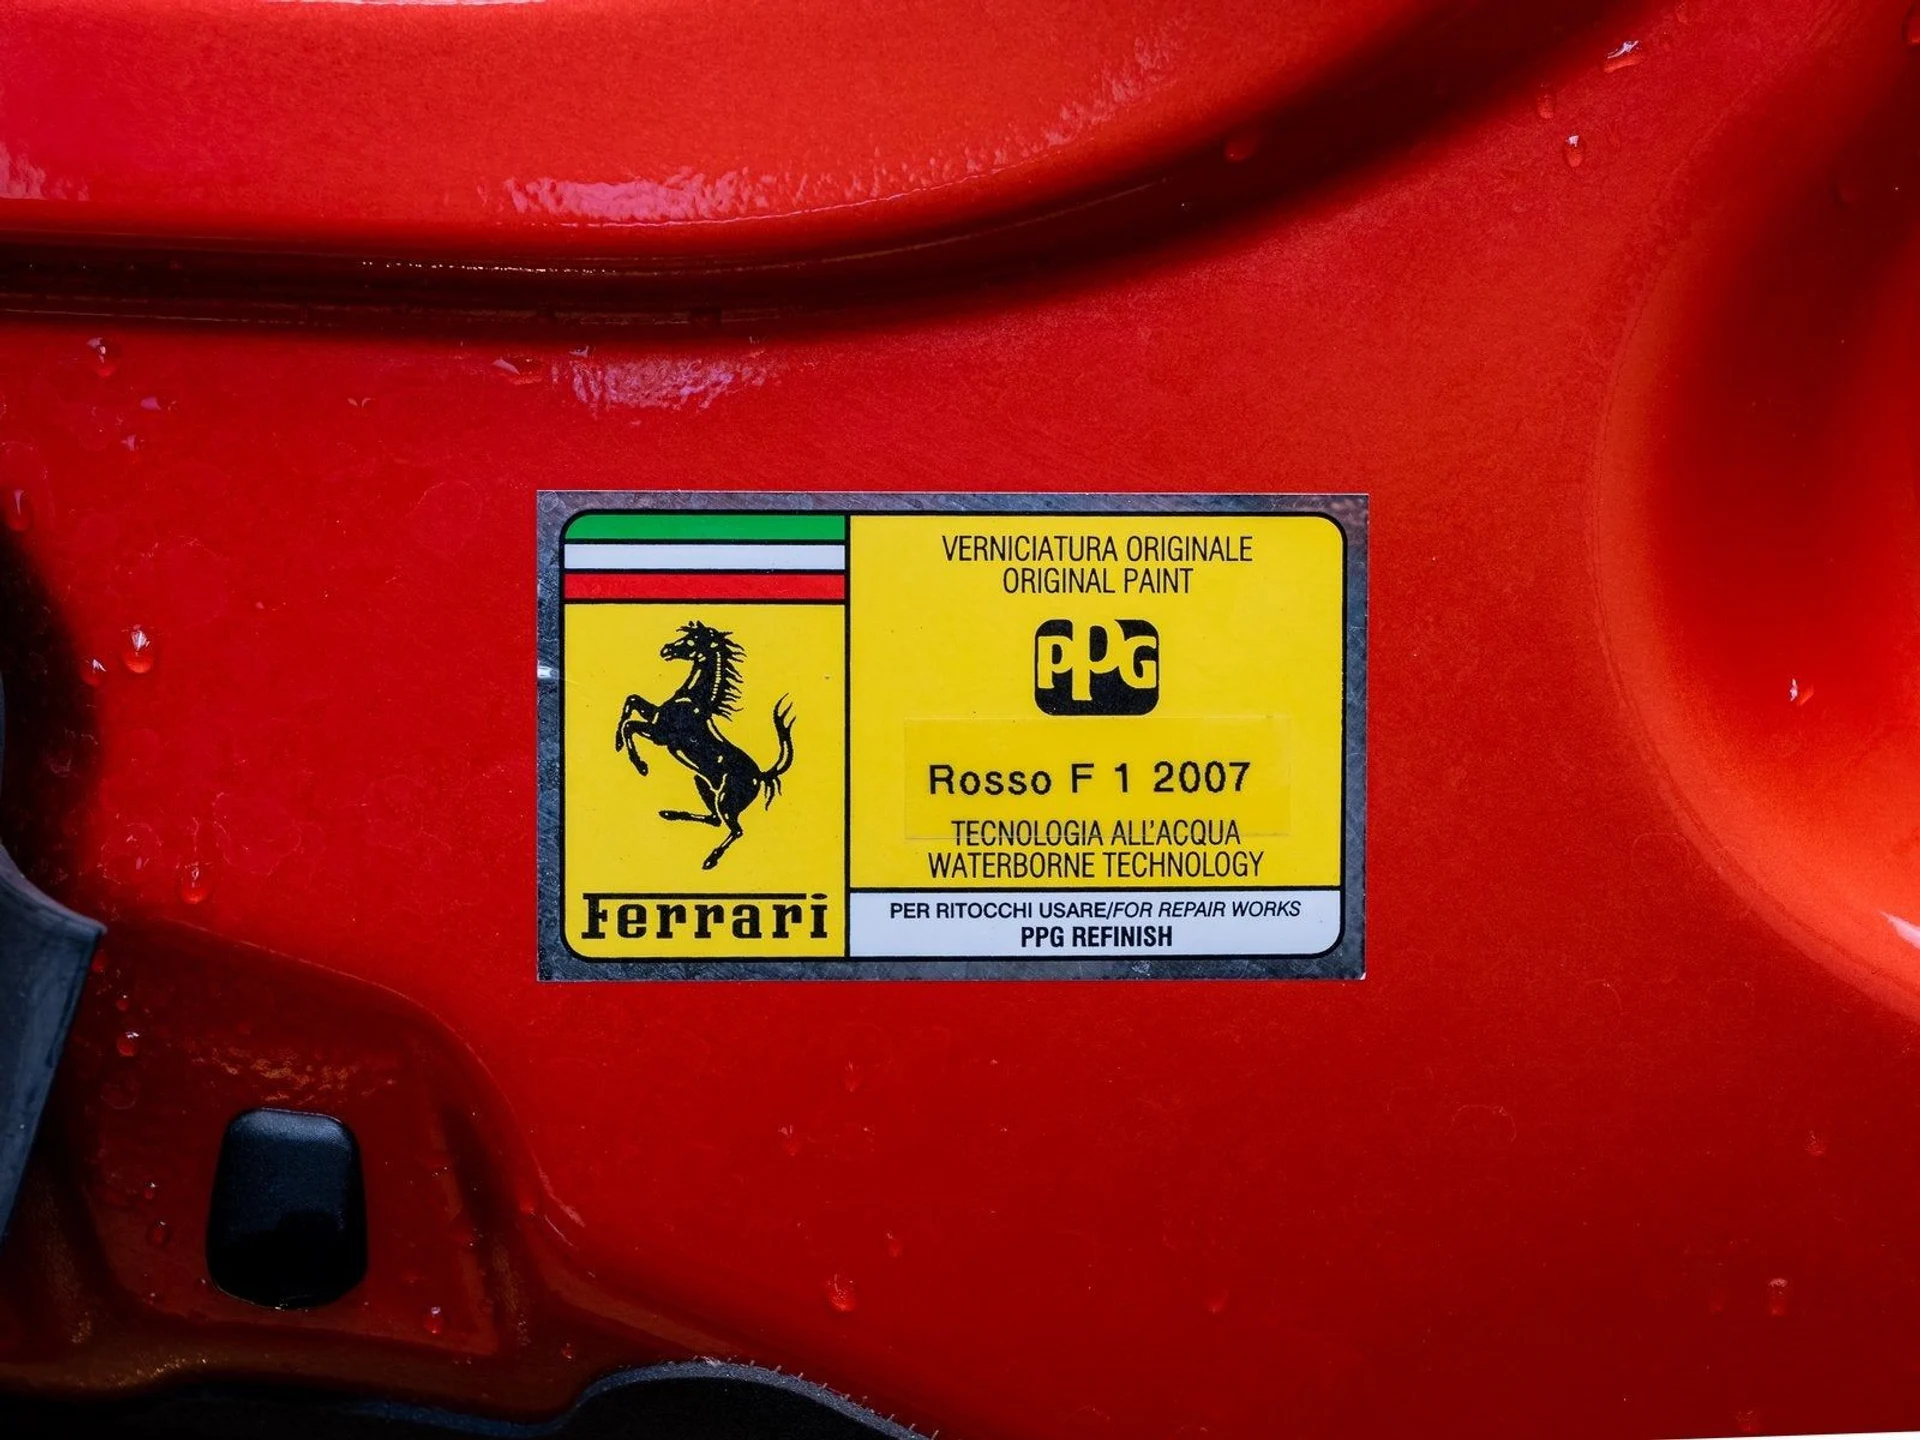 VERNICIATURA ORIGINALE
ORIGINAL PAINT
PPG
Rosso F 1 2007
TECNOLOGIA ALL'ACQUA
WATERBORNE TECHNOLOGY
Ferrari
PER RITOCCHI USARE/FOR REPAIR WORKS
PPG REFINISH